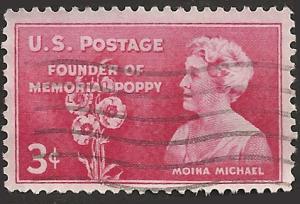 U.S. POSTAGE
FOUNDER OF
MEMORIAL POPPY
3¢
MOINA MICHAEL